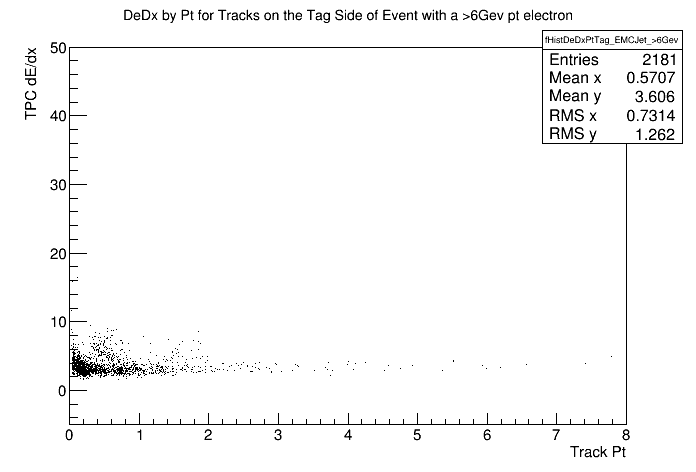 DeDx by Pt for Tracks on the Tag Side of Event with a >6Gev pt electron
fHistDeDxPtTag_EMCJet_>6Gev
Entries 2181
Mean x 0.5707
Mean y 3.606
RMS x 0.7314
RMS y 1.262
TPC dE/dx
50
40
30
20
10
0
0 1 2 3 4 5 6 7 8
Track Pt